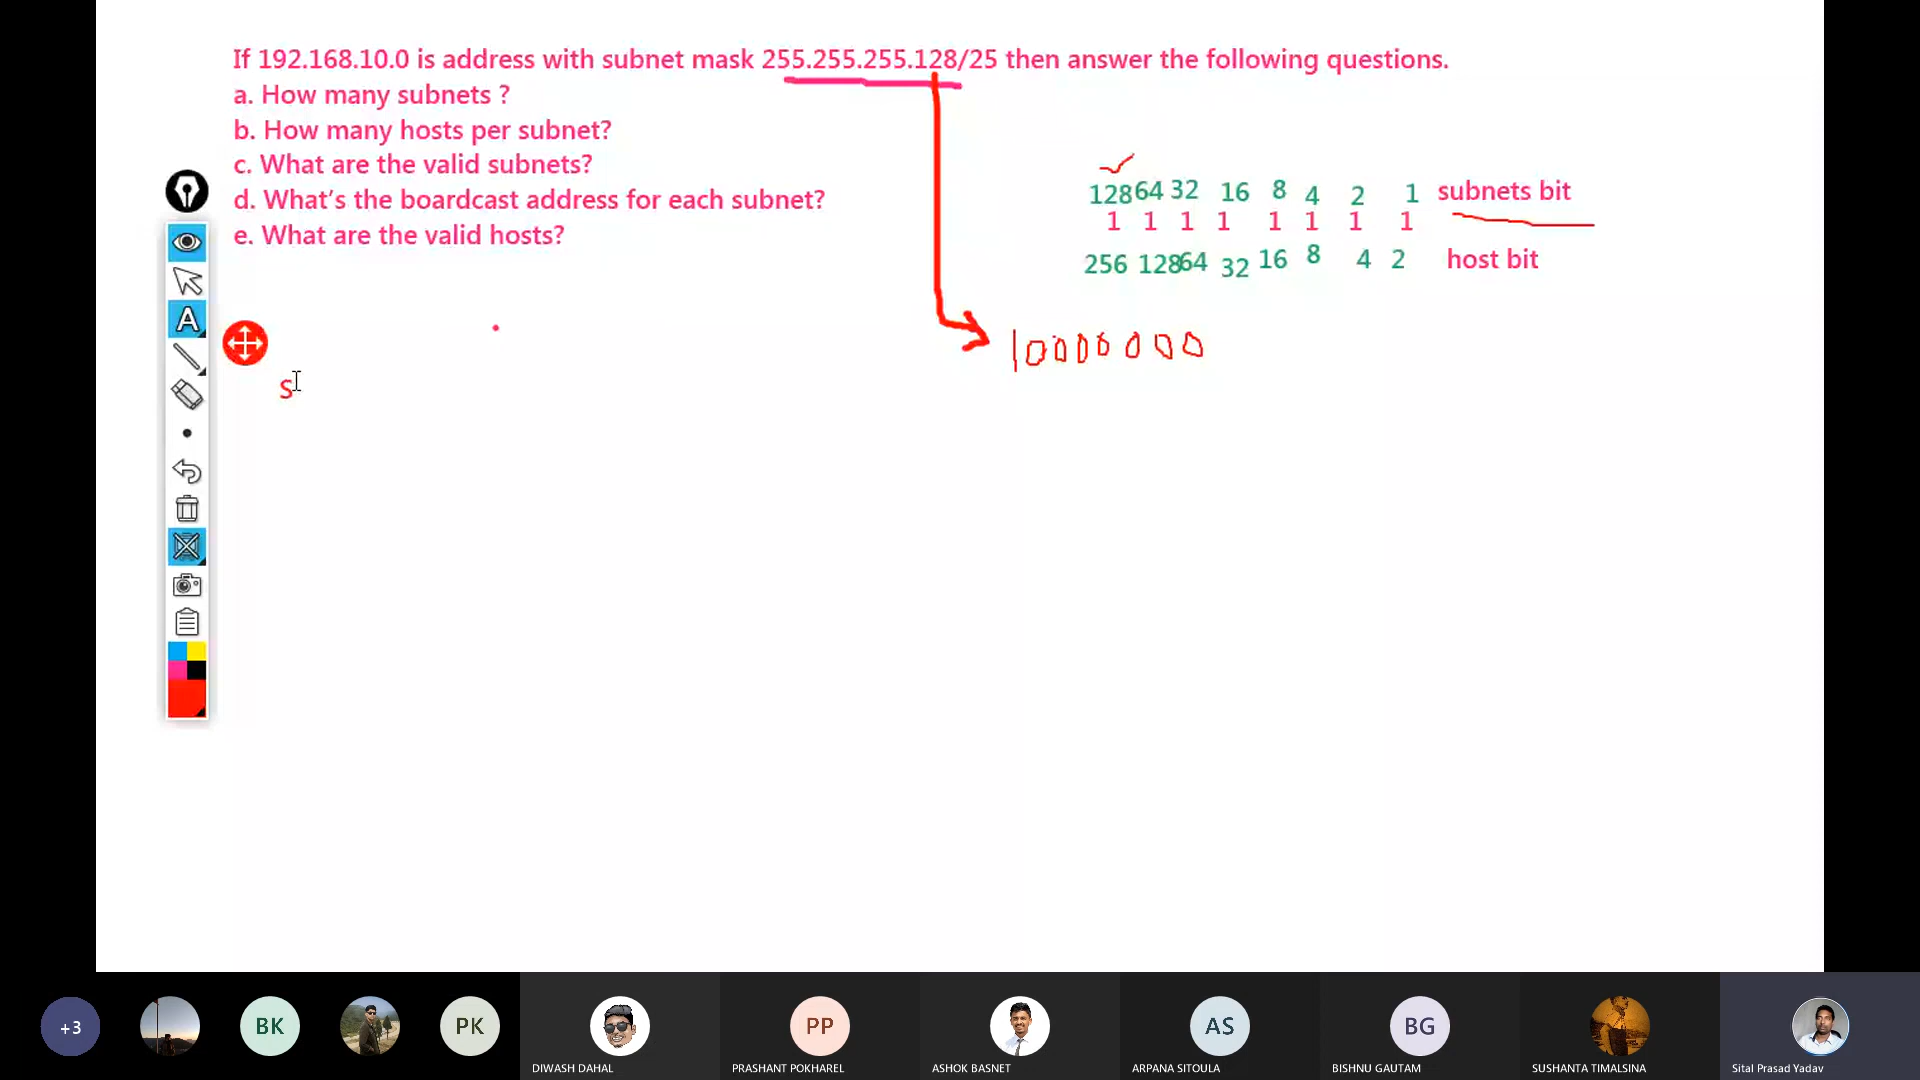 If 192.168.10.0 is address with subnet mask 255.255.255.128/25 then answer the following questions.
a. How many subnets ?
b. How many hosts per subnet?
c. What are the valid subnets?
d. What's the boardcast address for each subnet?
e. What are the valid hosts?
128 64 32 16 8 4 2 1 subnets bit
1 1 1 1 1 1 1 1
256 128 64 32 16 8 4 2 host bit
10000000
s
A
+3
BK
PK
PP
AS
BG
DIWASH DAHAL
PRASHANT POKHAREL
ASHOK BASNET
ARPANA SITOULA
BISHNU GAUTAM
SUSHANTA TIMALSINA
Sital Prasad Yadav